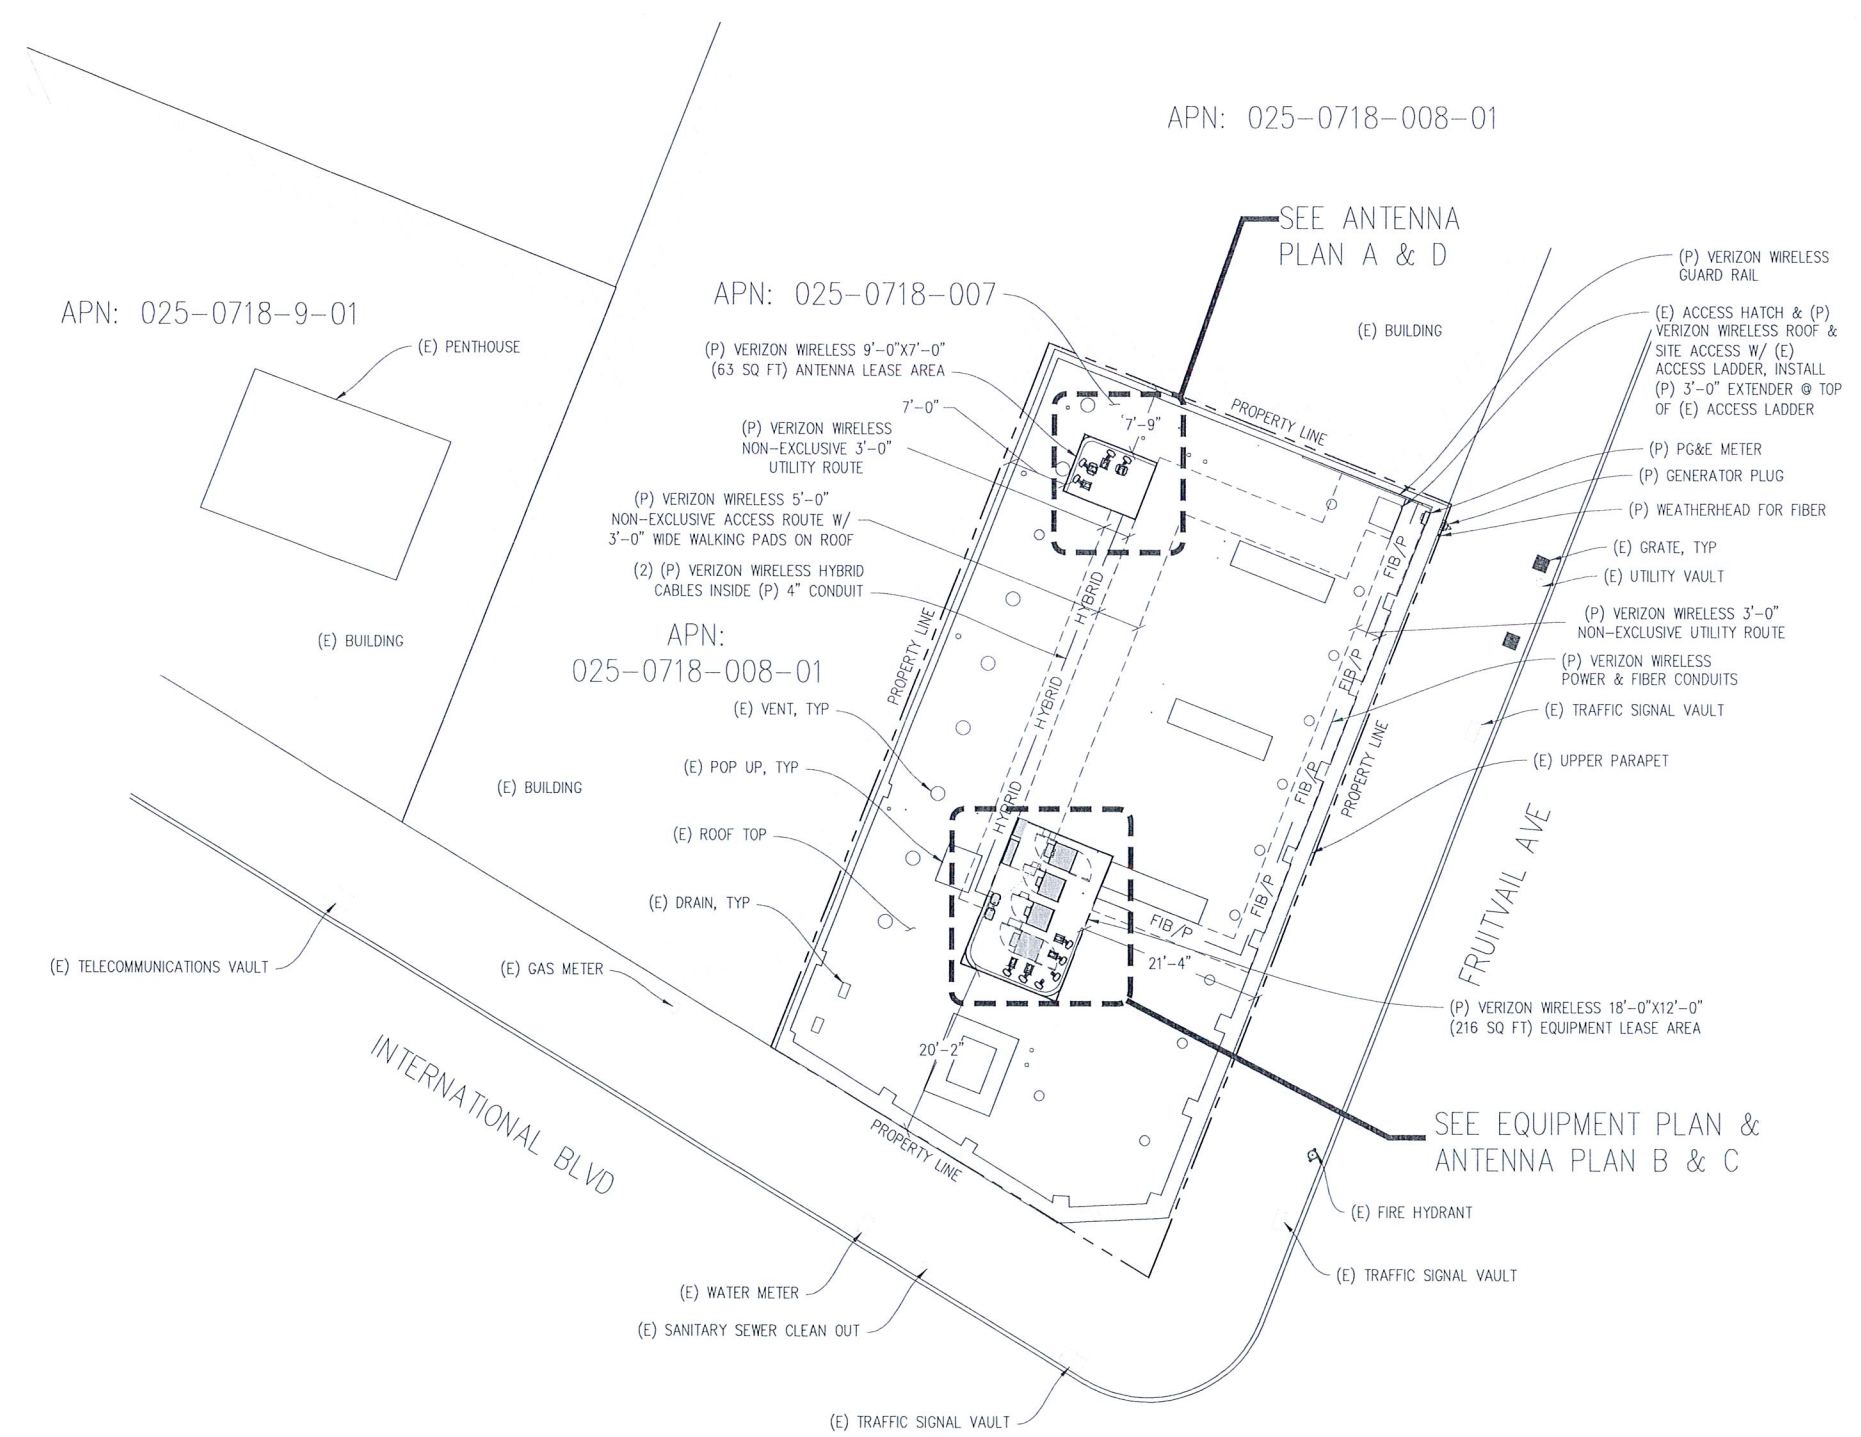 APN: 025-0718-008-01
SEE ANTENNA
PLAN A & D
(P) VERIZON WIRELESS
GUARD RAIL
APN: 025-0718-007
APN: 025-0718-9-01
(E) PENTHOUSE
(E) BUILDING
(E) ACCESS HATCH & (P)
VERIZON WIRELESS ROOF &
SITE ACCESS W/ (E)
ACCESS LADDER, INSTALL
(P) 3'-0" EXTENDER @ TOP
OF (E) ACCESS LADDER
(P) VERIZON WIRELESS 9'-0"X7'-0"
(63 SQ FT) ANTENNA LEASE AREA
7'-0"
7'-9"
PROPERTY LINE
(P) VERIZON WIRELESS
NON-EXCLUSIVE 3'-0"
UTILITY ROUTE
(P) PG&E METER
(P) GENERATOR PLUG
(P) WEATHERHEAD FOR FIBER
(P) VERIZON WIRELESS 5'-0"
NON-EXCLUSIVE ACCESS ROUTE W/
3'-0" WIDE WALKING PADS ON ROOF
(E) GRATE, TYP
(E) UTILITY VAULT
(2) (P) VERIZON WIRELESS HYBRID
CABLES INSIDE (P) 4" CONDUIT
HYBRID
FIB/P
(P) VERIZON WIRELESS 3'-0"
NON-EXCLUSIVE UTILITY ROUTE
(E) BUILDING
APN:
025-0718-008-01
PROPERTY LINE
HYBRID
FIB/P
(P) VERIZON WIRELESS
POWER & FIBER CONDUITS
(E) VENT, TYP
(E) TRAFFIC SIGNAL VAULT
(E) POP UP, TYP
(E) UPPER PARAPET
(E) BUILDING
HYBRID
FIB/P
PROPERTY LINE
(E) ROOF TOP
(E) DRAIN, TYP
FIB/P
FIB/P
FRUITVAIL AVE
21'-4"
(E) TELECOMMUNICATIONS VAULT
(E) GAS METER
(P) VERIZON WIRELESS 18'-0"X12'-0"
(216 SQ FT) EQUIPMENT LEASE AREA
20'-2"
INTERNATIONAL BLVD
PROPERTY LINE
SEE EQUIPMENT PLAN &
ANTENNA PLAN B & C
(E) FIRE HYDRANT
(E) TRAFFIC SIGNAL VAULT
(E) WATER METER
(E) SANITARY SEWER CLEAN OUT
(E) TRAFFIC SIGNAL VAULT